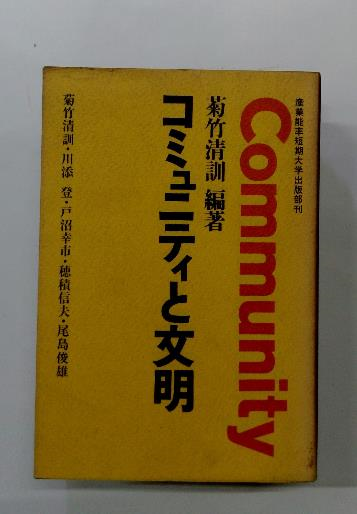 産業能率短期大学出版部刊
Community
菊竹清訓 編著
コミュニティと文明
菊竹清訓・川添 登・戸沼幸市・穂積信夫・尾島俊雄